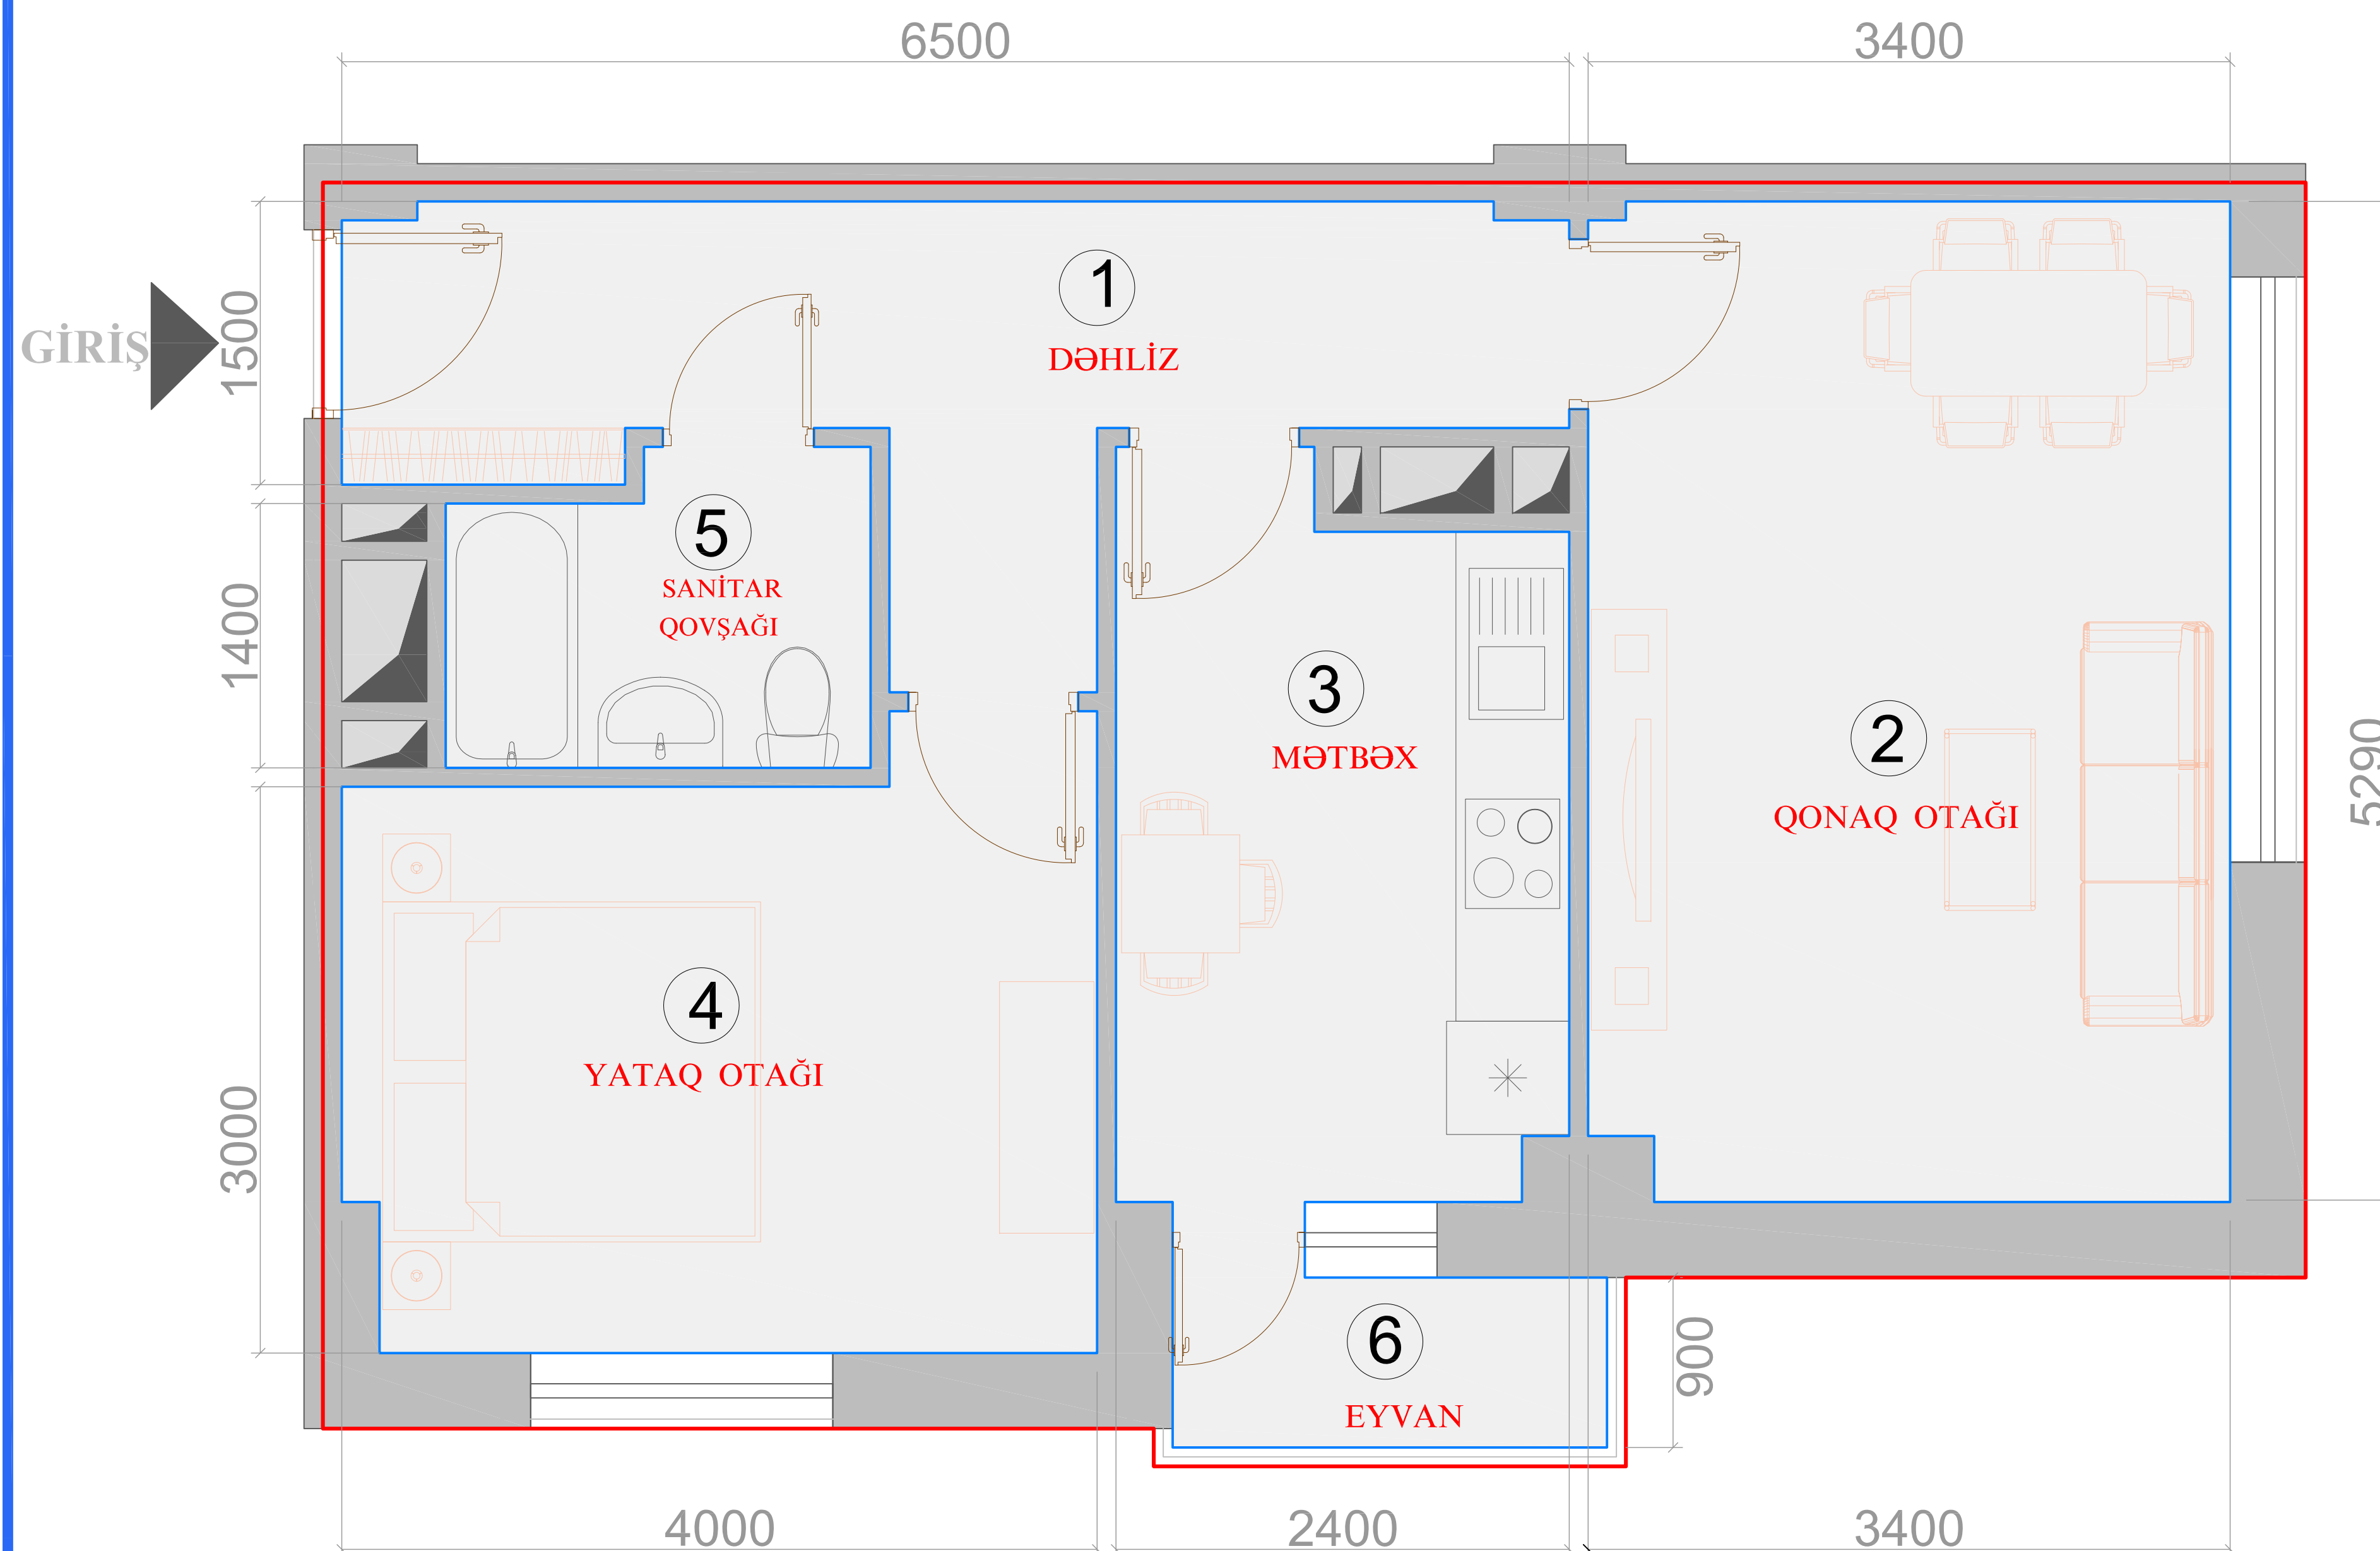 6500
3400
GİRİŞ
1500
1
DƏHLİZ
5
SANİTAR
QOVŞAĞI
1400
3
MƏTBƏX
2
QONAQ OTAĞI
5290
4
YATAQ OTAĞI
3000
6
EYVAN
900
4000
2400
3400